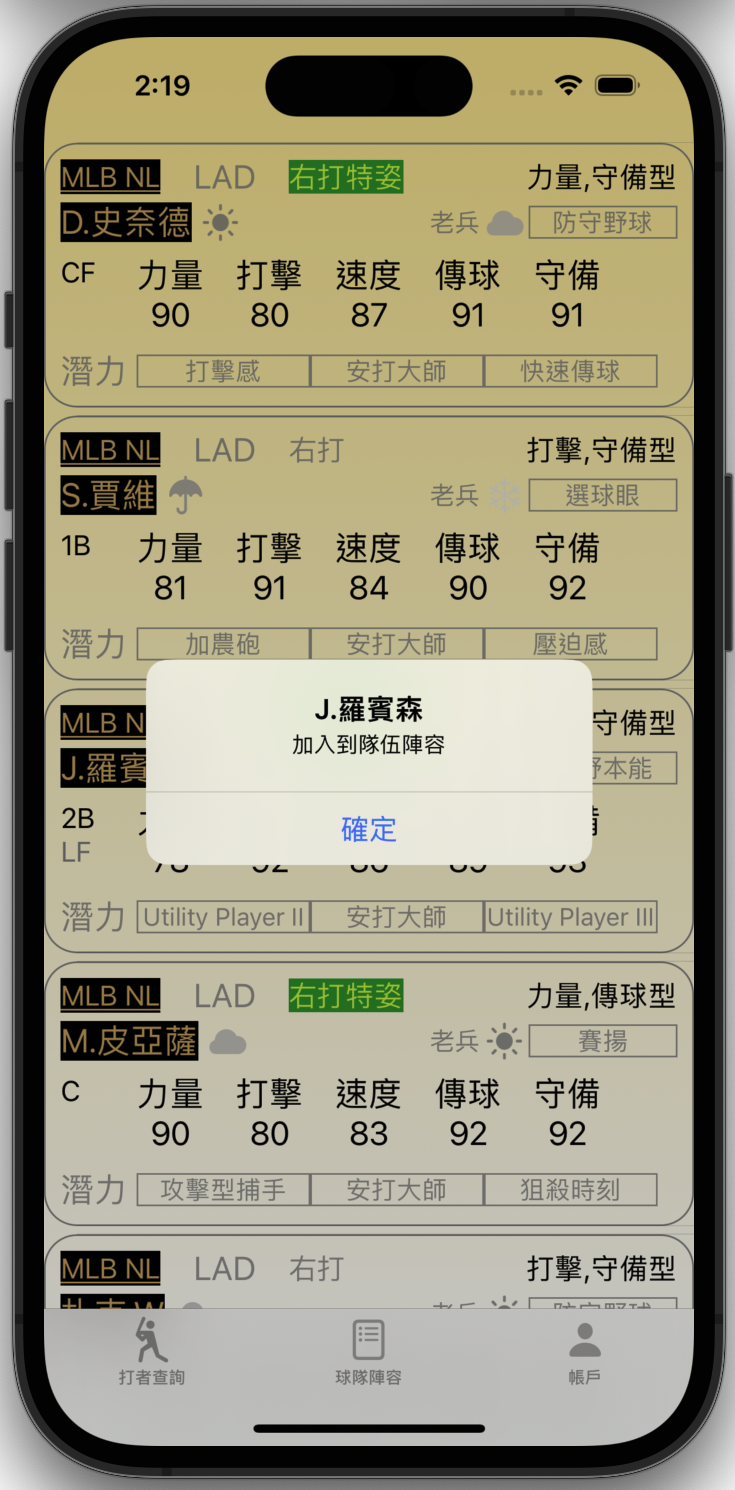 2:19
MLB NL LAD 右打特姿 力量,守備型
D.史奈德 老兵 防守野球
CF 力量 打擊 速度 傳球 守備
90 80 87 91 91
潛力 打擊感 安打大師 快速傳球
MLB NL LAD 右打 打擊,守備型
S.賈維 老兵 選球眼
1B 力量 打擊 速度 傳球 守備
81 91 84 90 92
潛力 加農砲 安打大師 壓迫感
MLB N 守備型
J.羅賓 本能
J.羅賓森
加入到隊伍陣容
確定
2B
LF
潛力 Utility Player II 安打大師 Utility Player III
MLB NL LAD 右打特姿 力量,傳球型
M.皮亞薩 老兵 賽揚
C 力量 打擊 速度 傳球 守備
90 80 83 92 92
潛力 攻擊型捕手 安打大師 狙殺時刻
MLB NL LAD 右打 打擊,守備型
打者查詢 球隊陣容 帳戶